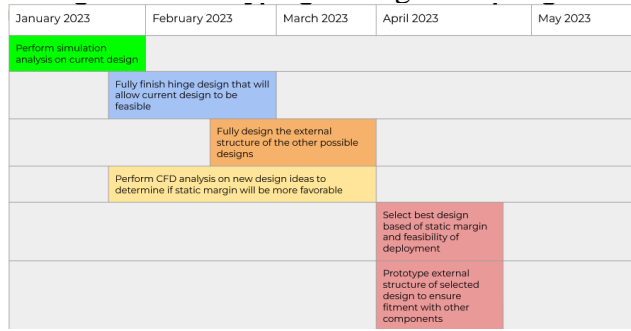 January 2023
February 2023
March 2023
April 2023
May 2023
Perform simulation
analysis on current design
Fully finish hinge design that will
allow current design to be
feasible
Fully design the external
structure of the other possible
designs
Perform CFD analysis on new design ideas to
determine if static margin will be more favorable
Select best design
based of static margin
and feasibility of
deployment
Prototype external
structure of selected
design to ensure
fitment with other
components